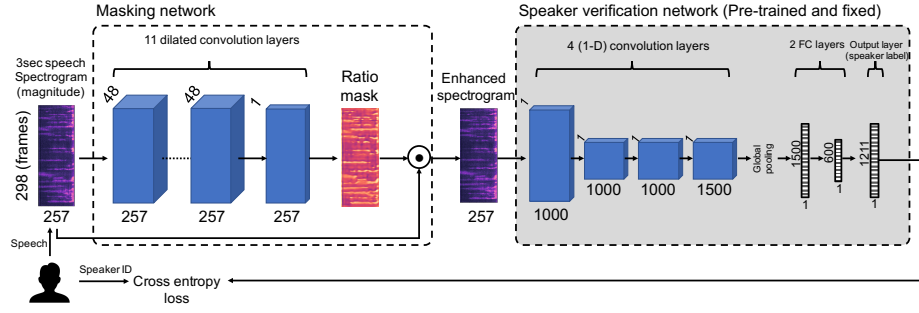 Masking network
Speaker verification network (Pre-trained and fixed)
11 dilated convolution layers
4 (1-D) convolution layers
2 FC layers
Output layer
(speaker label)
3sec speech
Spectrogram
(magnitude)
298 (frames)
257
48
257
48
257
1
257
Ratio
mask
Enhanced
spectrogram
257
1
1000
1
1000
1
1000
1
1500
Global
pooling
1500
1
600
1
1211
1
Speech
Speaker ID
Cross entropy
loss